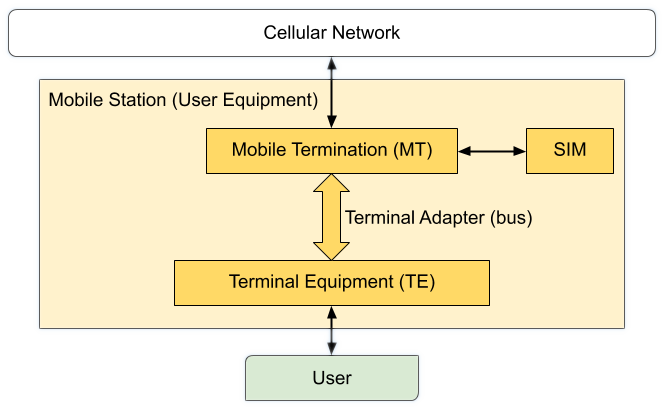 Cellular Network
Mobile Station (User Equipment)
Mobile Termination (MT)
SIM
Terminal Adapter (bus)
Terminal Equipment (TE)
User